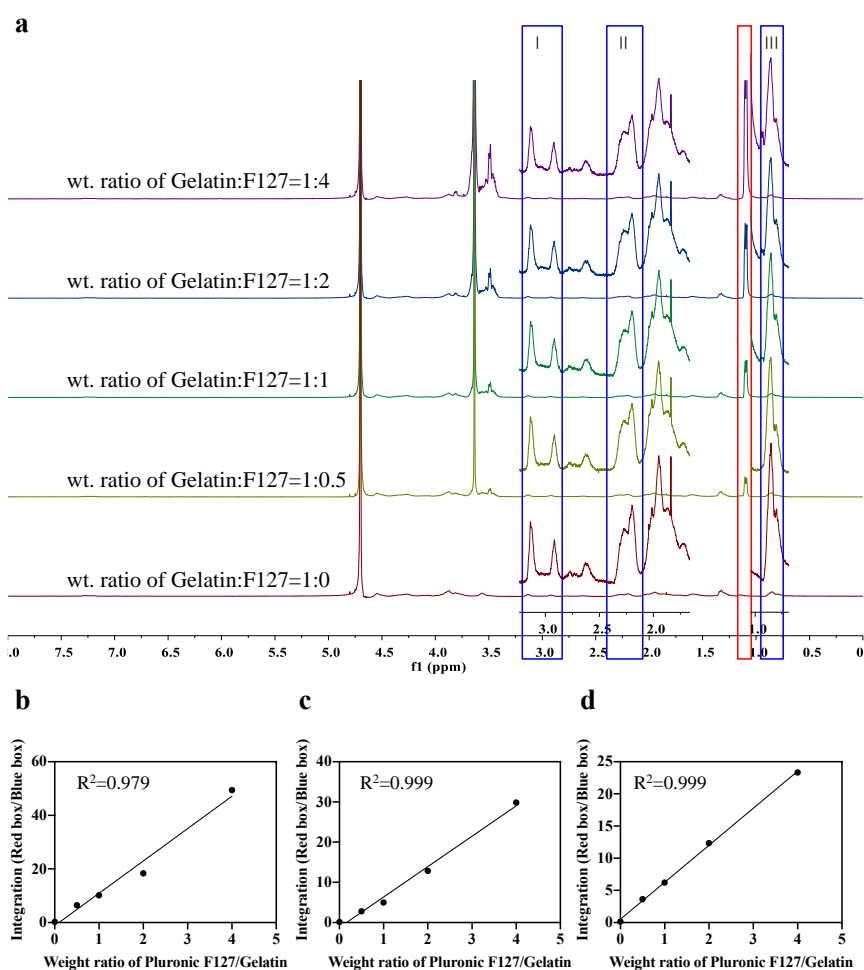 a
I II III
wt. ratio of Gelatin:F127=1:4
wt. ratio of Gelatin:F127=1:2
wt. ratio of Gelatin:F127=1:1
wt. ratio of Gelatin:F127=1:0.5
wt. ratio of Gelatin:F127=1:0
3.0 2.5 2.0 1.0
8.0 7.5 7.0 6.5 6.0 5.5 5.0 4.5 4.0 3.5 3.0 2.5 2.0 1.5 1.0 0.5 0
f1 (ppm)
b
Integration (Red box/Blue box)
60
40
20
0
R²=0.979
0 1 2 3 4 5
Weight ratio of Pluronic F127/Gelatin
c
Integration (Red box/Blue box)
40
30
20
10
0
R²=0.999
0 1 2 3 4 5
Weight ratio of Pluronic F127/Gelatin
d
Integration (Red box/Blue box)
25
20
15
10
5
0
R²=0.999
0 1 2 3 4 5
Weight ratio of Pluronic F127/Gelatin